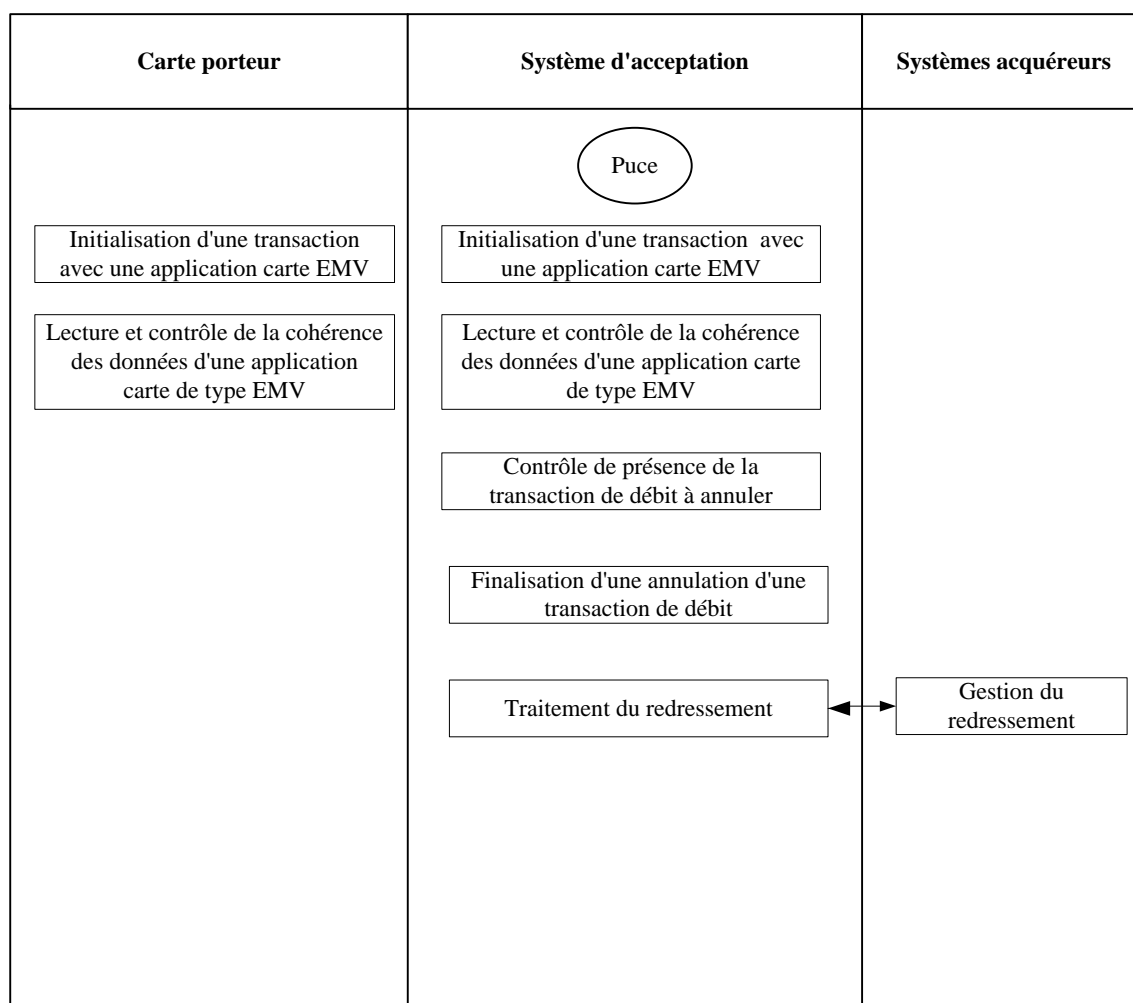 Carte porteur
Système d'acceptation
Systèmes acquéreurs
Puce
Initialisation d'une transaction
avec une application carte EMV
Initialisation d'une transaction avec
une application carte EMV
Lecture et contrôle de la cohérence
des données d'une application
carte de type EMV
Lecture et contrôle de la cohérence
des données d'une application carte
de type EMV
Contrôle de présence de la
transaction de débit à annuler
Finalisation d'une annulation d'une
transaction de débit
Traitement du redressement
Gestion du
redressement